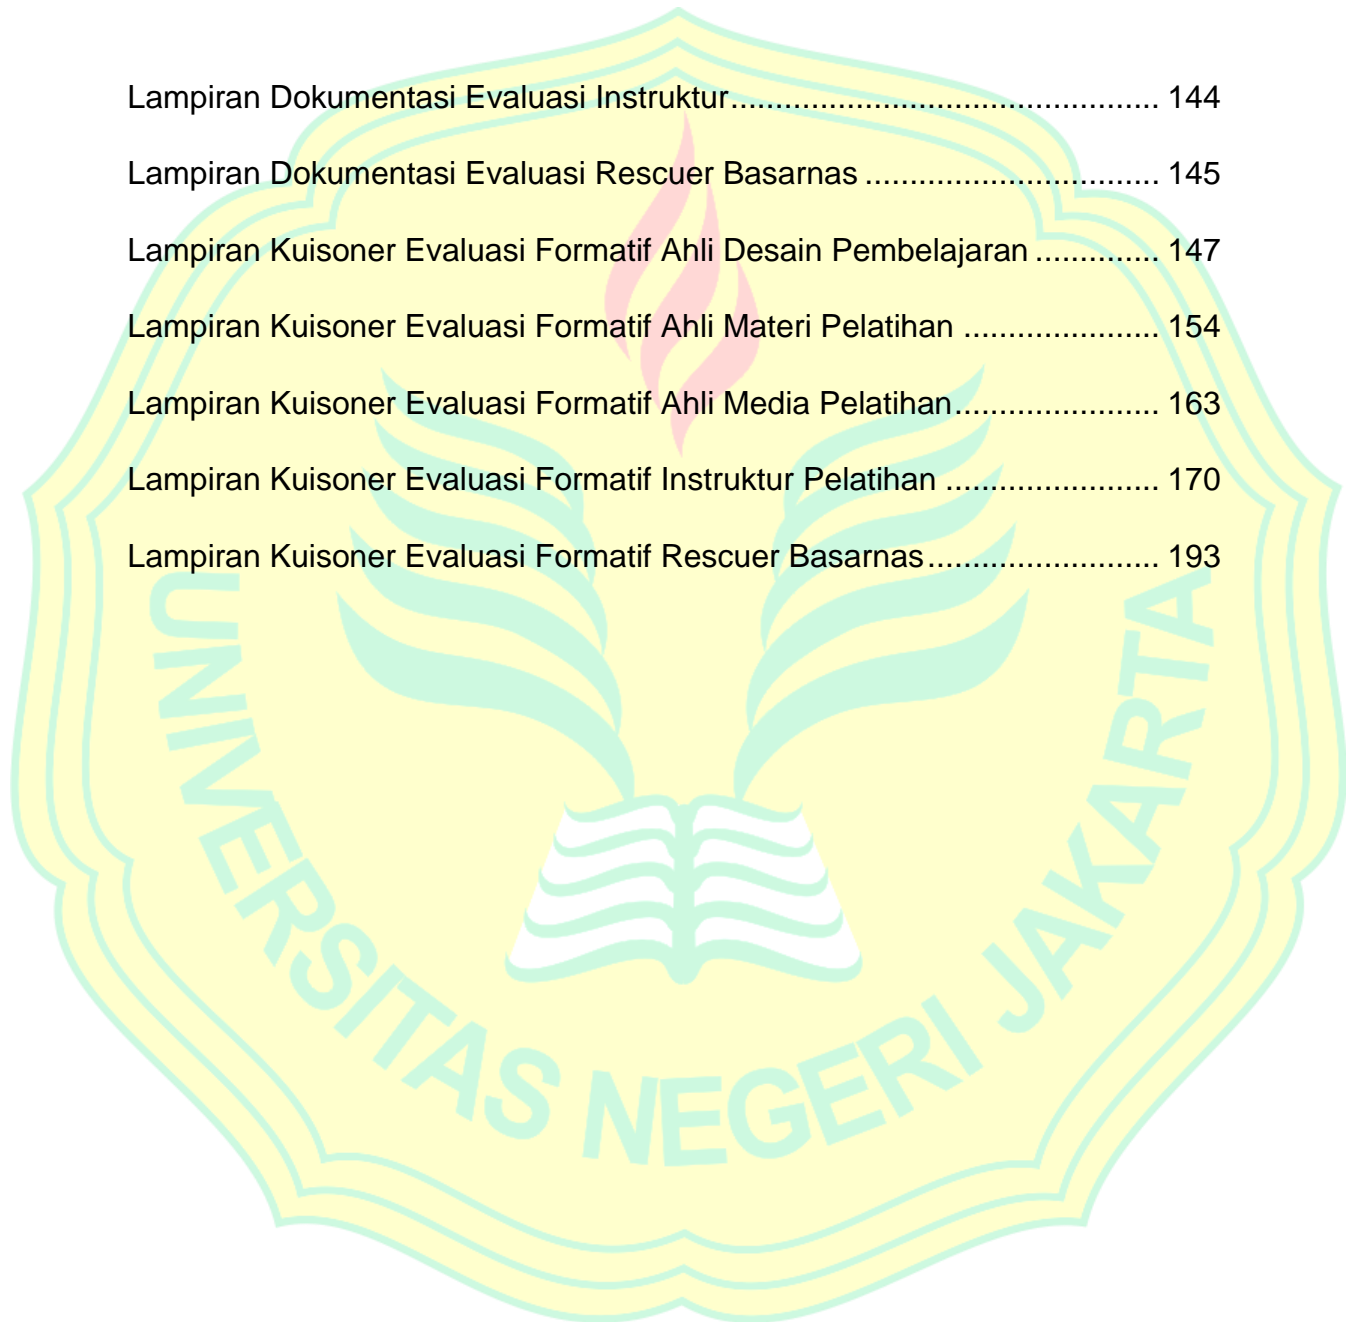 Lampiran Dokumentasi Evaluasi Instruktur................................................ 144
Lampiran Dokumentasi Evaluasi Rescuer Basarnas ................................. 145
Lampiran Kuisoner Evaluasi Formatif Ahli Desain Pembelajaran .............. 147
Lampiran Kuisoner Evaluasi Formatif Ahli Materi Pelatihan ...................... 154
Lampiran Kuisoner Evaluasi Formatif Ahli Media Pelatihan....................... 163
Lampiran Kuisoner Evaluasi Formatif Instruktur Pelatihan ........................ 170
Lampiran Kuisoner Evaluasi Formatif Rescuer Basarnas.......................... 193
UNIVERSITAS NEGERI JAKARTA